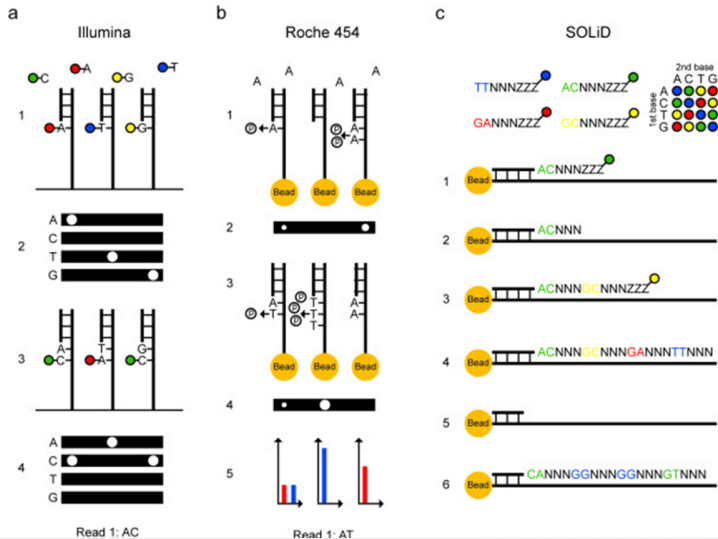 a
Illumina
C
A
G
T
1
A
T
G
2
A
C
T
G
3
A
C
T
A
G
C
4
A
C
T
G
Read 1: AC
b
Roche 454
A
A
A
A
1
P
A
P
P
A
A
Bead
Bead
Bead
2
3
P
A
T
P
P
P
T
T
T
A
A
Bead
Bead
Bead
4
5
Read 1: AT
c
SOLiD
TTNNNZZZ
ACNNNZZZ
GANNNZZZ
GCNNNZZZ
2nd base
A C T G
1st base
A
C
T
G
1
Bead
ACNNNZZZ
2
Bead
ACNNN
3
Bead
ACNNNGCNNNZZZ
4
Bead
ACNNNGCNNNGANNNTTNNN
5
Bead
6
Bead
CANNNGGNNNGGNNNGTNNN